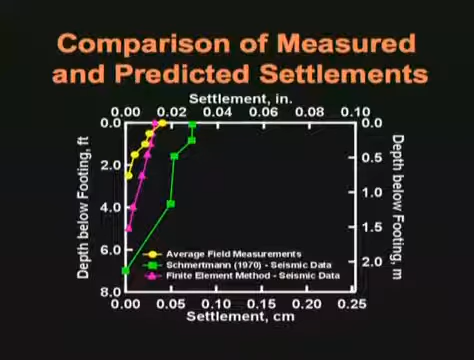 Comparison of Measured
and Predicted Settlements
Settlement, in.
0.00 0.02 0.04 0.06 0.08 0.10
Depth below Footing, ft
0.0
2.0
4.0
6.0
8.0
Depth below Footing, m
0.0
0.5
1.0
1.5
2.0
Average Field Measurements
Schmertmann (1970) - Seismic Data
Finite Element Method - Seismic Data
0.00 0.05 0.10 0.15 0.20 0.25
Settlement, cm